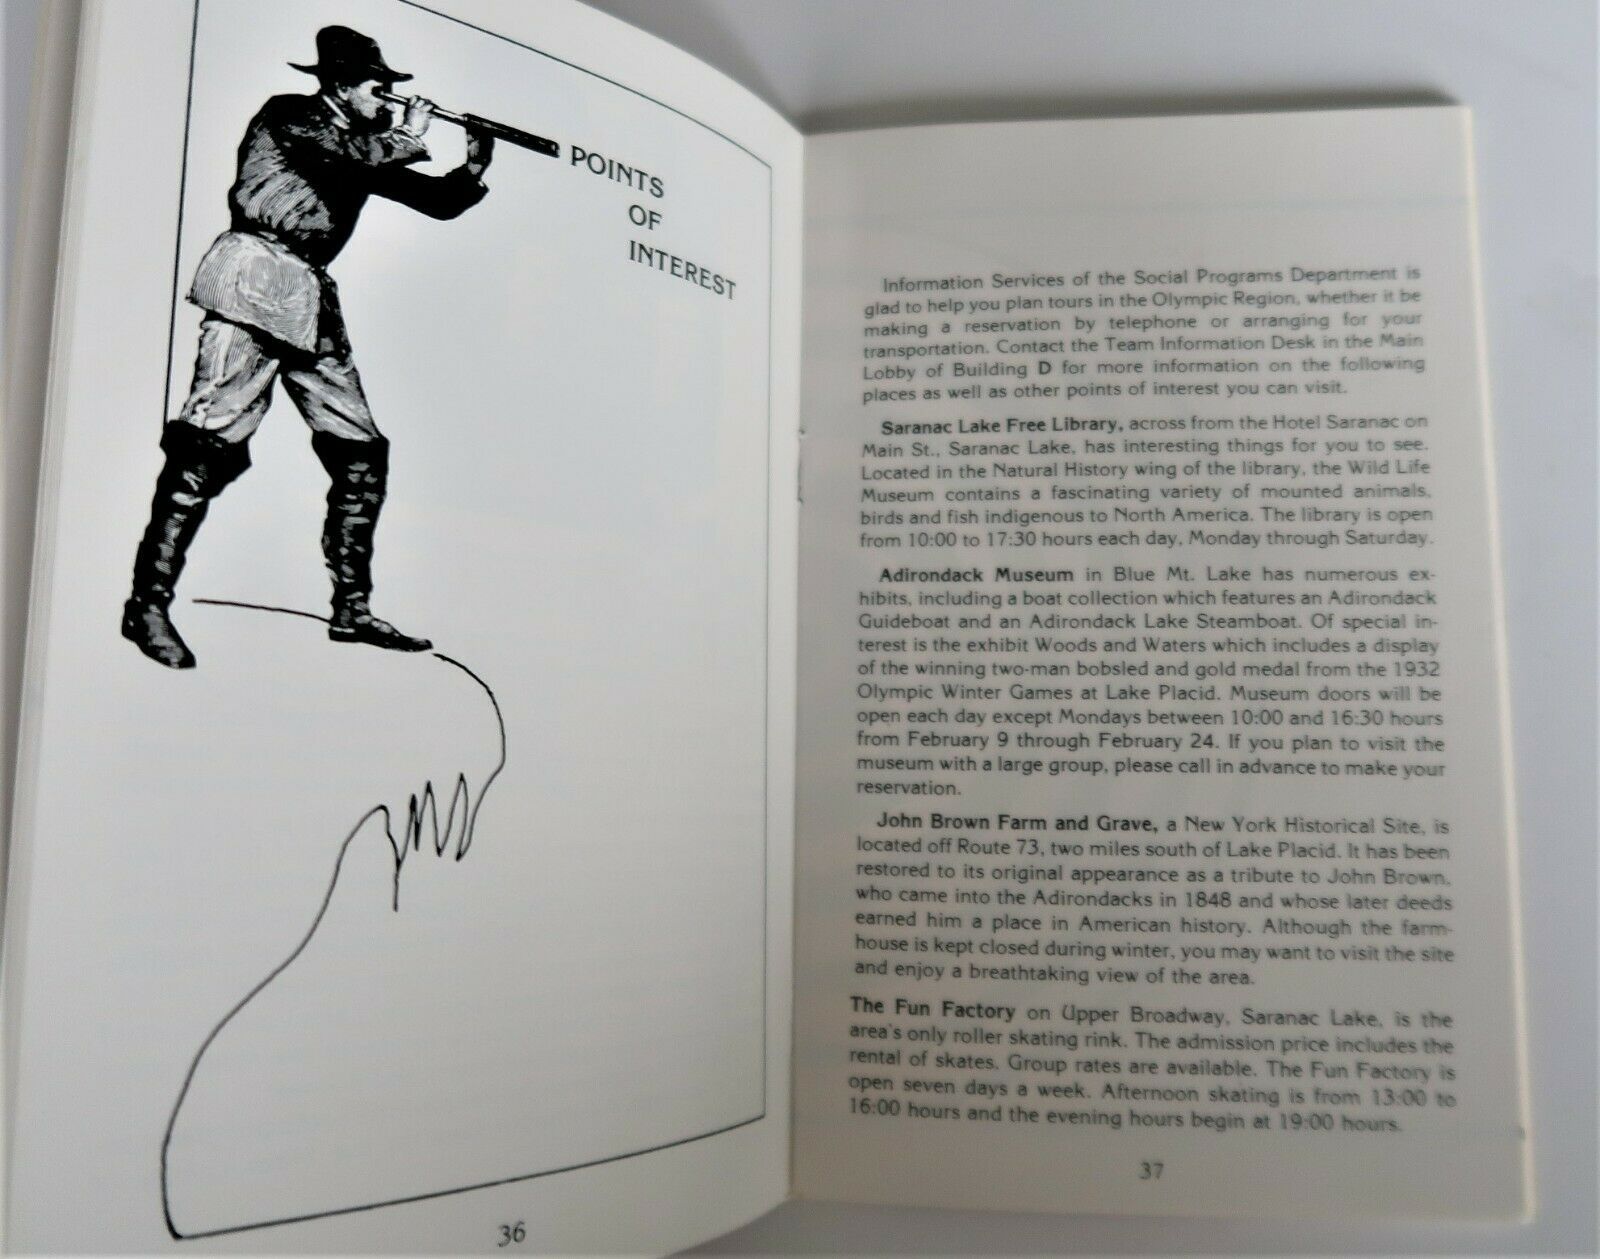 POINTS
OF
INTEREST
36
Information Services of the Social Programs Department is
glad to help you plan tours in the Olympic Region, whether it be
making a reservation by telephone or arranging for your
transportation. Contact the Team Information Desk in the Main
Lobby of Building D for more information on the following
places as well as other points of interest you can visit.
Saranac Lake Free Library, across from the Hotel Saranac on
Main St., Saranac Lake, has interesting things for you to see.
Located in the Natural History wing of the library, the Wild Life
Museum contains a fascinating variety of mounted animals,
birds and fish indigenous to North America. The library is open
from 10:00 to 17:30 hours each day, Monday through Saturday.
Adirondack Museum in Blue Mt. Lake has numerous ex-
hibits, including a boat collection which features an Adirondack
Guideboat and an Adirondack Lake Steamboat. Of special in-
terest is the exhibit Woods and Waters which includes a display
of the winning two-man bobsled and gold medal from the 1932
Olympic Winter Games at Lake Placid. Museum doors will be
open each day except Mondays between 10:00 and 16:30 hours
from February 9 through February 24. If you plan to visit the
museum with a large group, please call in advance to make your
reservation.
John Brown Farm and Grave, a New York Historical Site, is
located off Route 73, two miles south of Lake Placid. It has been
restored to its original appearance as a tribute to John Brown,
who came into the Adirondacks in 1848 and whose later deeds
earned him a place in American history. Although the farm-
house is kept closed during winter, you may want to visit the site
and enjoy a breathtaking view of the area.
The Fun Factory on Upper Broadway, Saranac Lake, is the
area's only roller skating rink. The admission price includes the
rental of skates. Group rates are available. The Fun Factory is
open seven days a week. Afternoon skating is from 13:00 to
16:00 hours and the evening hours begin at 19:00 hours.
37